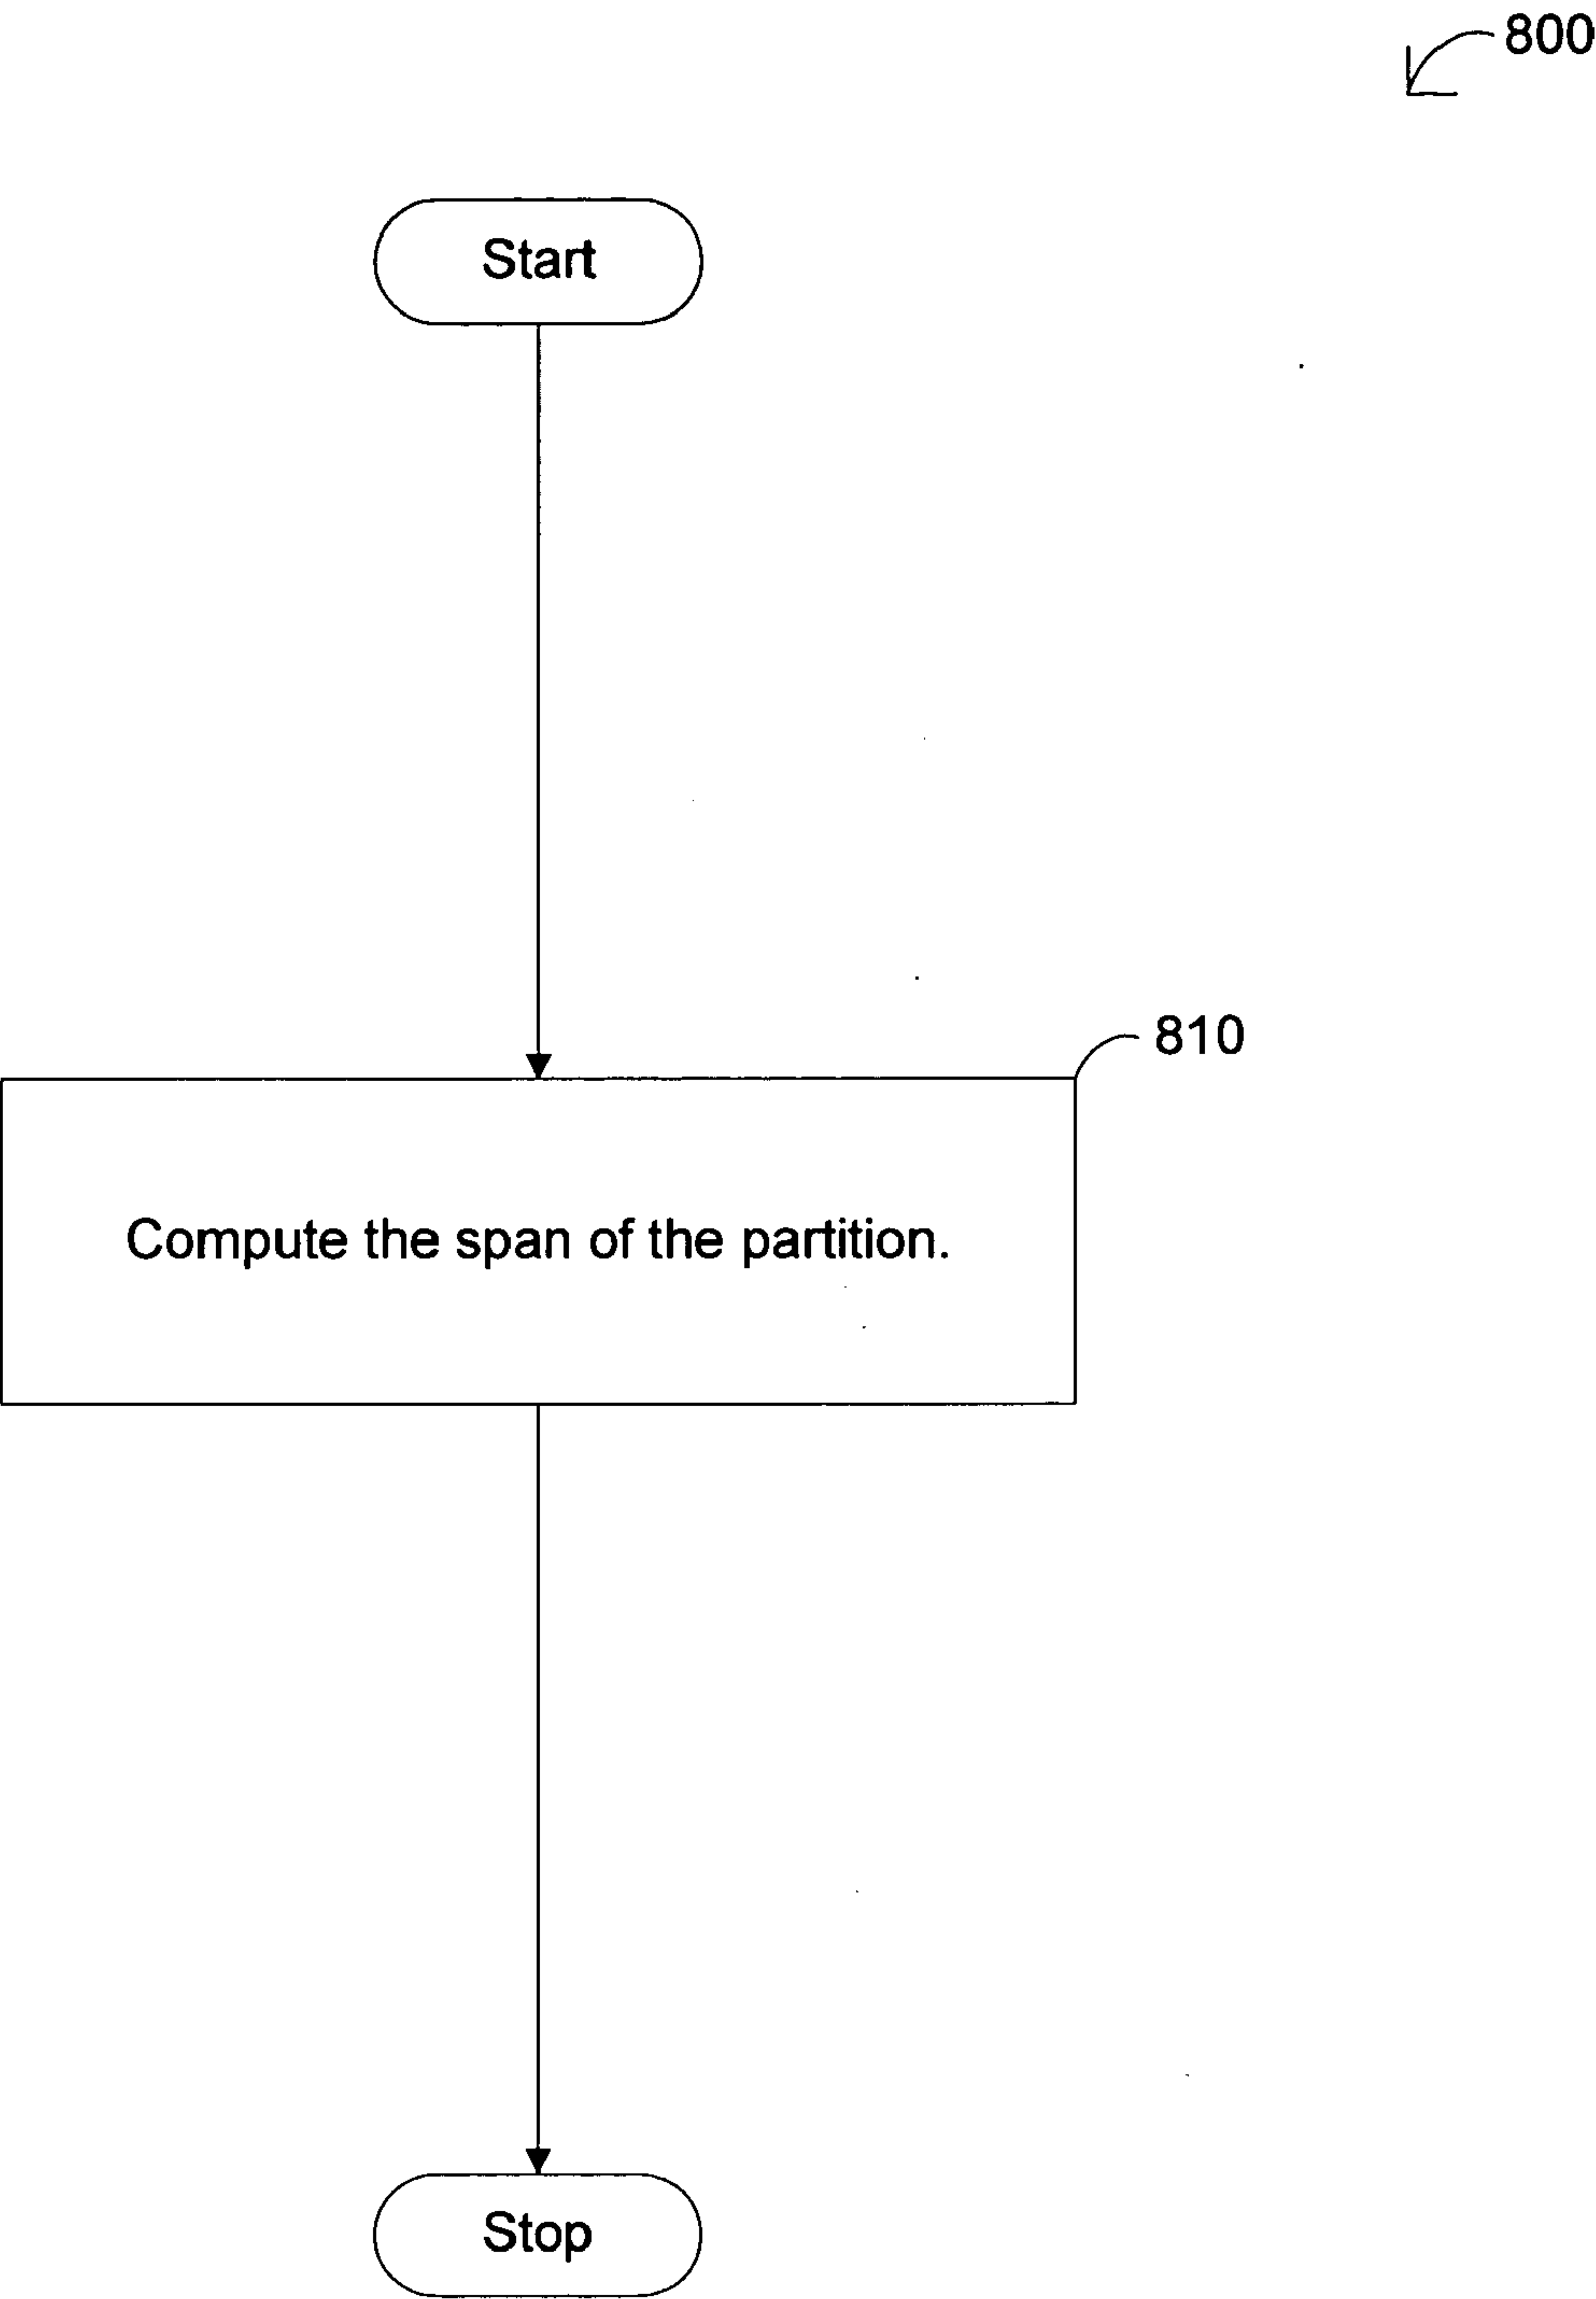 800
Start
810
Compute the span of the partition.
Stop